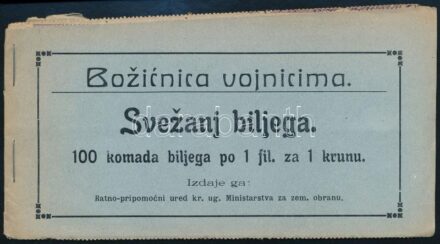 Božićnica vojnicima.
Svežanj biljega.
100 komada biljega po 1 fil. za 1 krunu.
Izdaje ga:
Ratno-pripomoćni ured kr. ug. Ministarstva za zem. obranu.